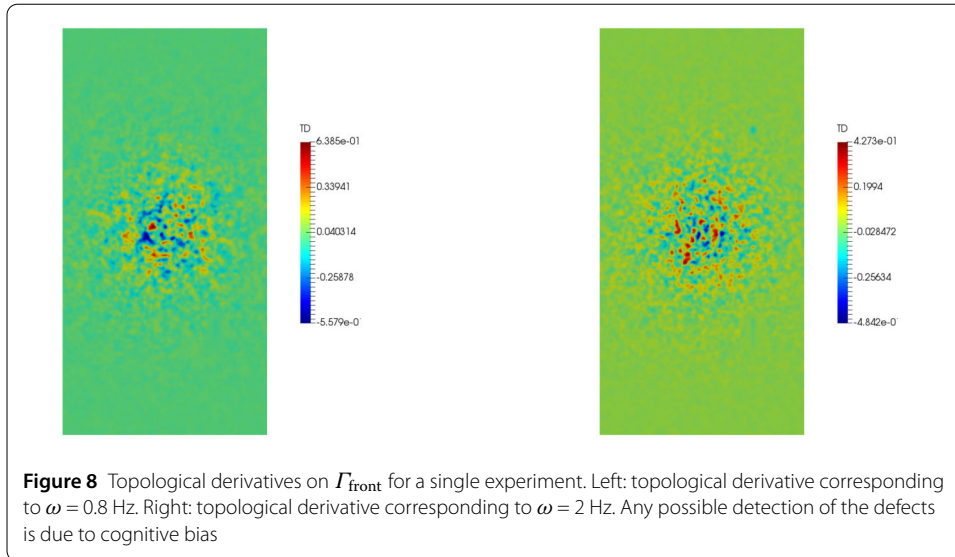 TD
6.385e-01
0.33941
0.040314
-0.25878
-5.579e-0
TD
4.273e-01
0.1994
-0.028472
-0.25634
-4.842e-0
Figure 8 Topological derivatives on Γfront for a single experiment. Left: topological derivative corresponding
to ω = 0.8 Hz. Right: topological derivative corresponding to ω = 2 Hz. Any possible detection of the defects
is due to cognitive bias